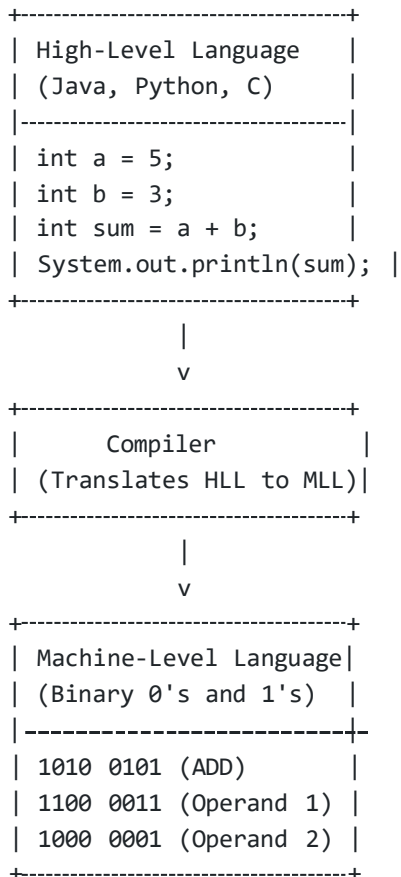 High-Level Language
(Java, Python, C)
int a = 5;
int b = 3;
int sum = a + b;
System.out.println(sum);
v
Compiler
(Translates HLL to MLL)
v
Machine-Level Language
(Binary 0's and 1's)
1010 0101 (ADD)
1100 0011 (Operand 1)
1000 0001 (Operand 2)